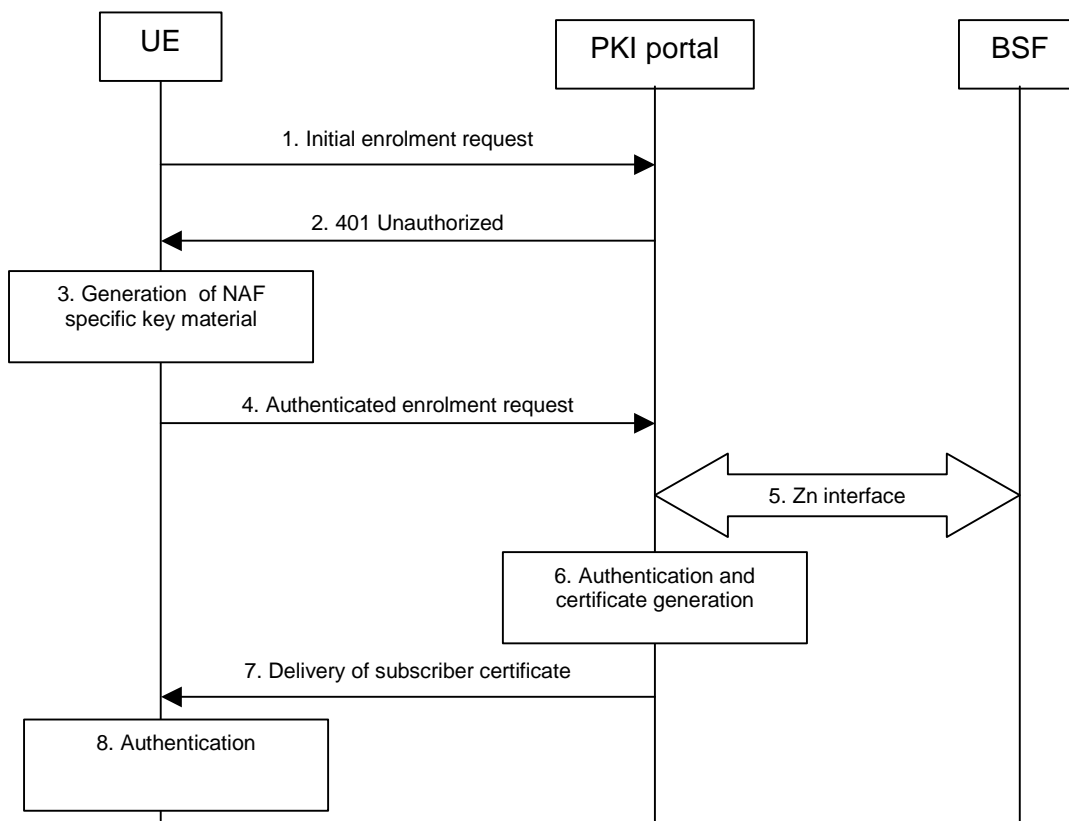 UE
PKI portal
BSF
1. Initial enrolment request
2. 401 Unauthorized
3. Generation of NAF
specific key material
4. Authenticated enrolment request
5. Zn interface
6. Authentication and
certificate generation
7. Delivery of subscriber certificate
8. Authentication